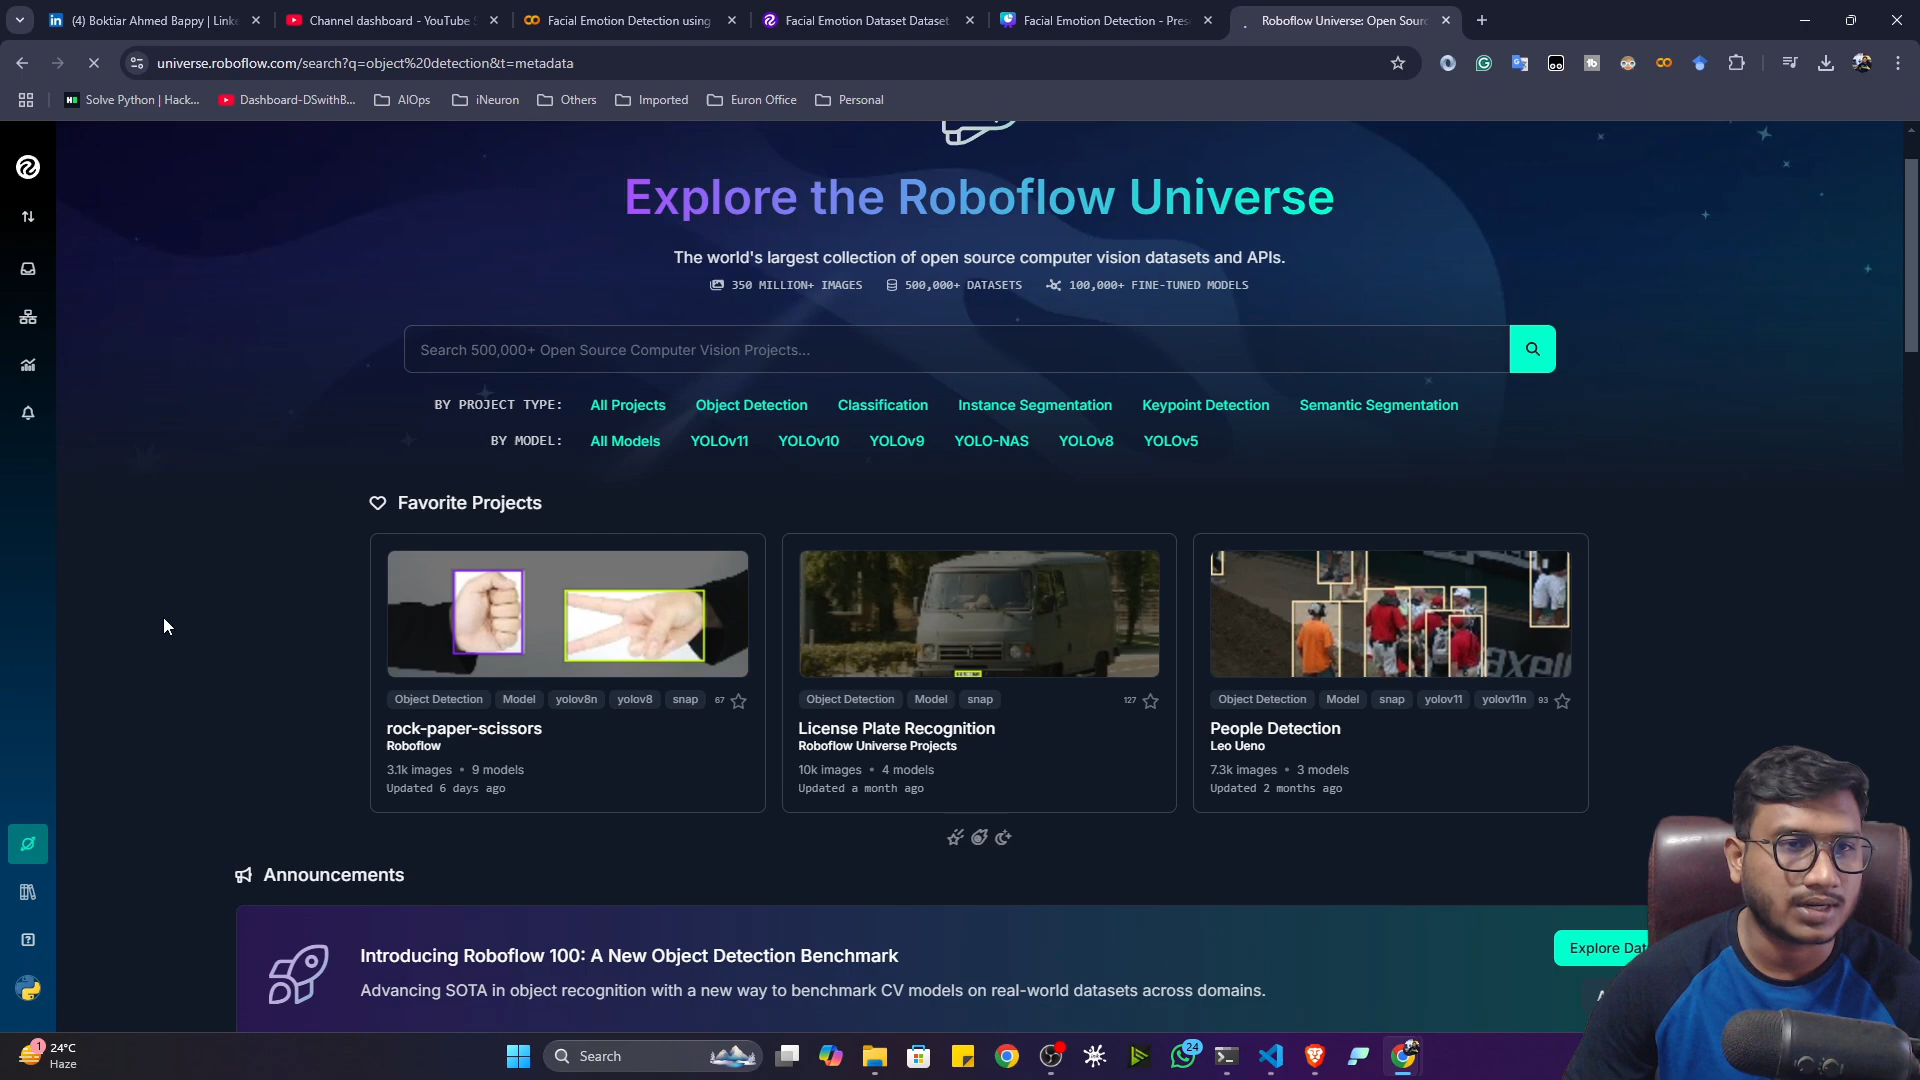 (4) Boktiar Ahmed Bappy | Linke
Channel dashboard - YouTube S
Facial Emotion Detection using
Facial Emotion Dataset Dataset
Facial Emotion Detection - Pres
Roboflow Universe: Open Sourc
universe.roboflow.com/search?q=object%20detection&t=metadata
Solve Python | Hack...
Dashboard-DSwithB...
AIOps
iNeuron
Others
Imported
Euron Office
Personal
Explore the Roboflow Universe
The world's largest collection of open source computer vision datasets and APIs.
350 MILLION+ IMAGES 500,000+ DATASETS 100,000+ FINE-TUNED MODELS
Search 500,000+ Open Source Computer Vision Projects...
BY PROJECT TYPE: All Projects Object Detection Classification Instance Segmentation Keypoint Detection Semantic Segmentation
BY MODEL: All Models YOLOv11 YOLOv10 YOLOv9 YOLO-NAS YOLOv8 YOLOv5
Favorite Projects
Object Detection Model yolov8n yolov8 snap 67
rock-paper-scissors
Roboflow
3.1k images • 9 models
Updated 6 days ago
Object Detection Model snap 127
License Plate Recognition
Roboflow Universe Projects
10k images • 4 models
Updated a month ago
Object Detection Model snap yolov11 yolov11n 93
People Detection
Leo Ueno
7.3k images • 3 models
Updated 2 months ago
Announcements
Introducing Roboflow 100: A New Object Detection Benchmark
Advancing SOTA in object recognition with a new way to benchmark CV models on real-world datasets across domains.
Explore Dat
1
24°C
Haze
Search
24